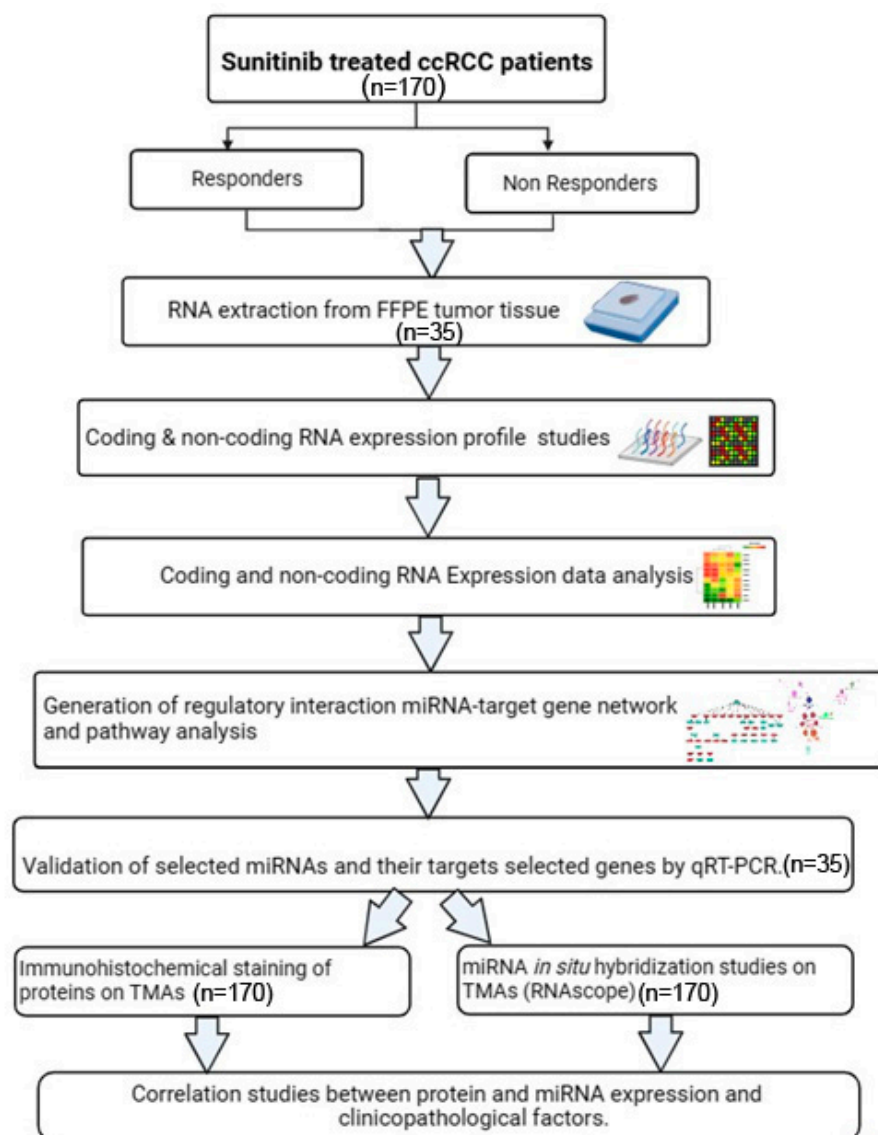 Sunitinib treated ccRCC patients
(n=170)
Responders
Non Responders
RNA extraction from FFPE tumor tissue
(n=35)
Coding & non-coding RNA expression profile studies
Coding and non-coding RNA Expression data analysis
Generation of regulatory interaction miRNA-target gene network
and pathway analysis
Validation of selected miRNAs and their targets selected genes by qRT-PCR.(n=35)
Immunohistochemical staining of
proteins on TMAs (n=170)
miRNA in situ hybridization studies on
TMAs (RNAscope) (n=170)
Correlation studies between protein and miRNA expression and
clinicopathological factors.